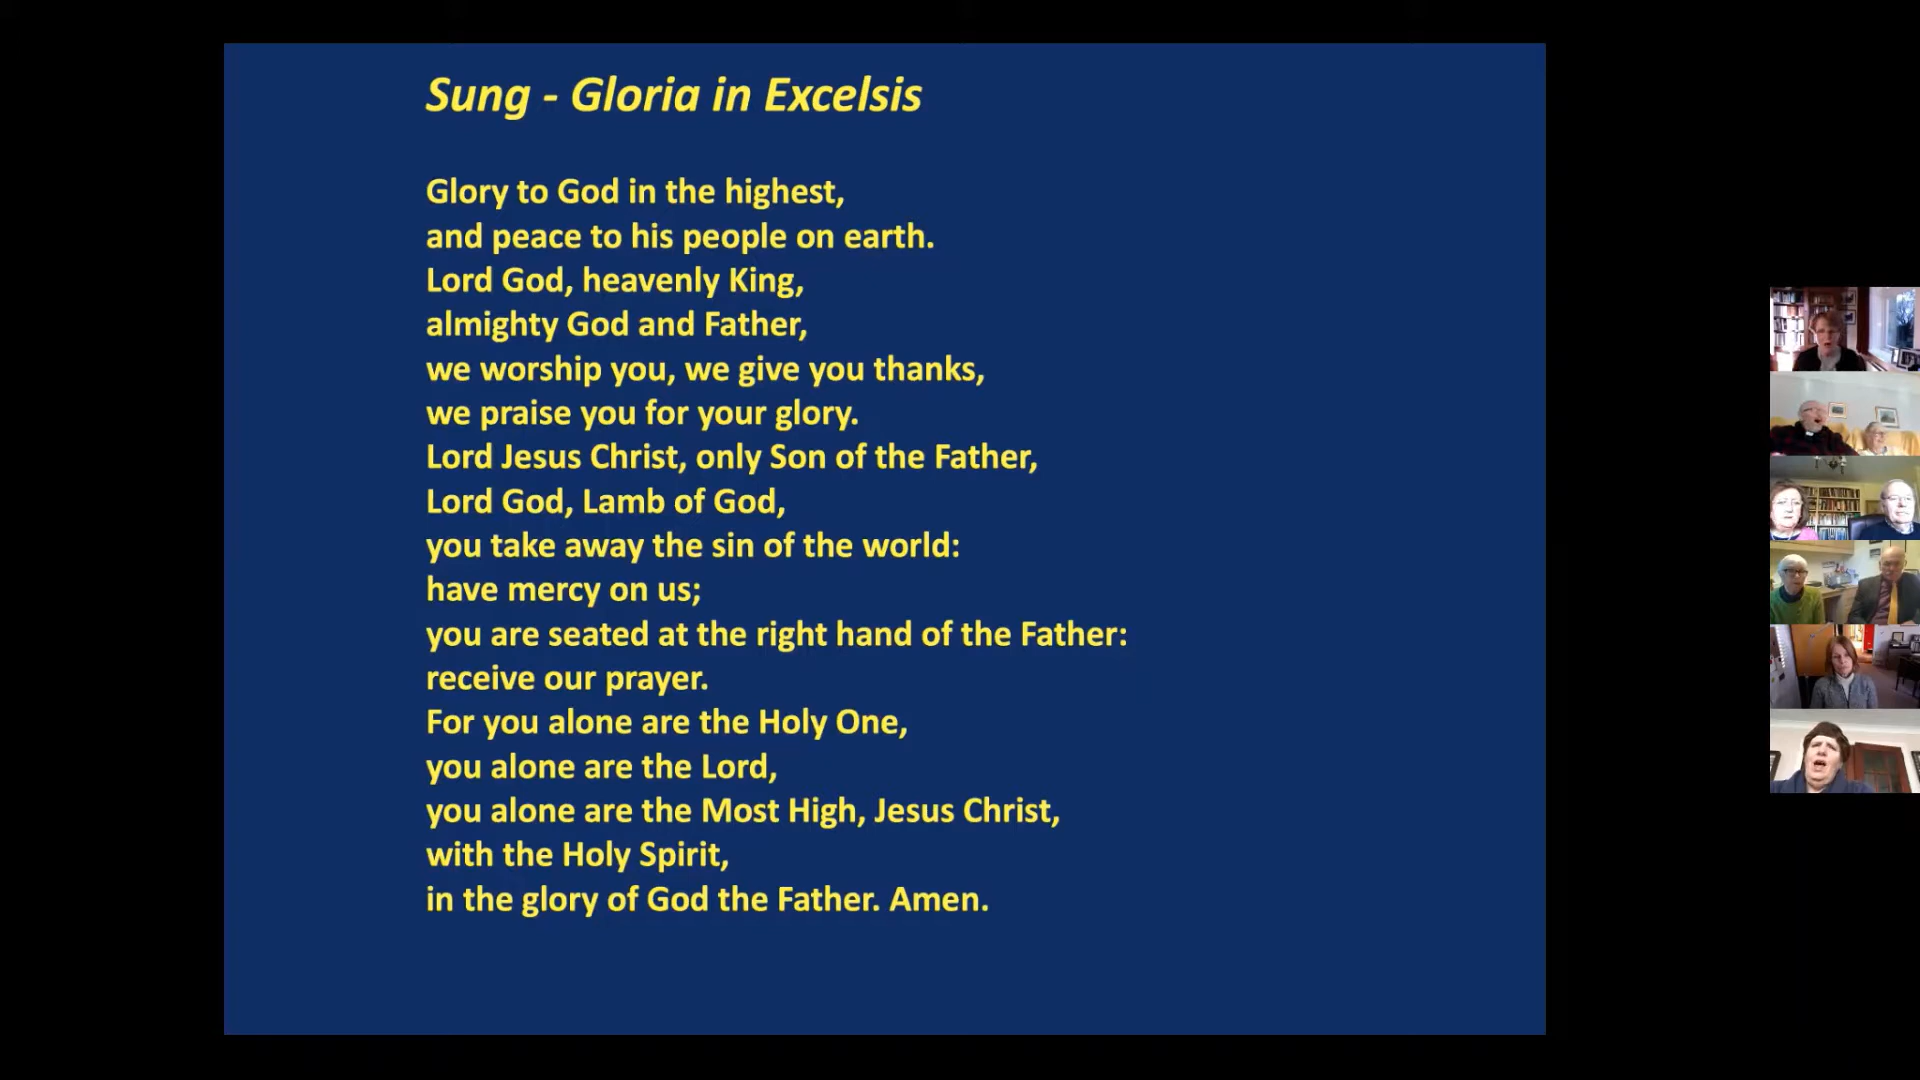 Sung - Gloria in Excelsis
Glory to God in the highest,
and peace to his people on earth.
Lord God, heavenly King,
almighty God and Father,
we worship you, we give you thanks,
we praise you for your glory.
Lord Jesus Christ, only Son of the Father,
Lord God, Lamb of God,
you take away the sin of the world:
have mercy on us;
you are seated at the right hand of the Father:
receive our prayer.
For you alone are the Holy One,
you alone are the Lord,
you alone are the Most High, Jesus Christ,
with the Holy Spirit,
in the glory of God the Father. Amen.